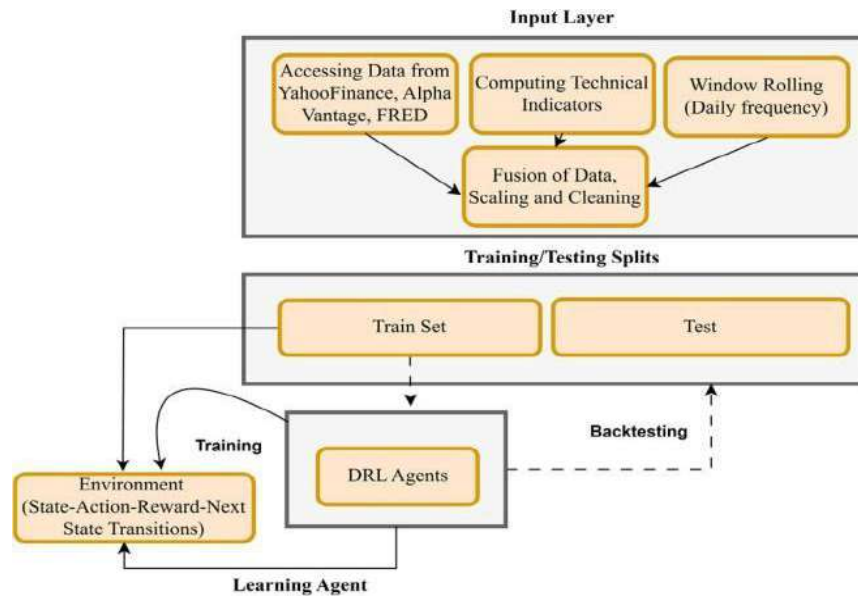 Input Layer
Accessing Data from
YahooFinance, Alpha
Vantage, FRED
Computing Technical
Indicators
Window Rolling
(Daily frequency)
Fusion of Data,
Scaling and Cleaning
Training/Testing Splits
Train Set
Test
Training
Backtesting
DRL Agents
Environment
(State-Action-Reward-Next
State Transitions)
Learning Agent